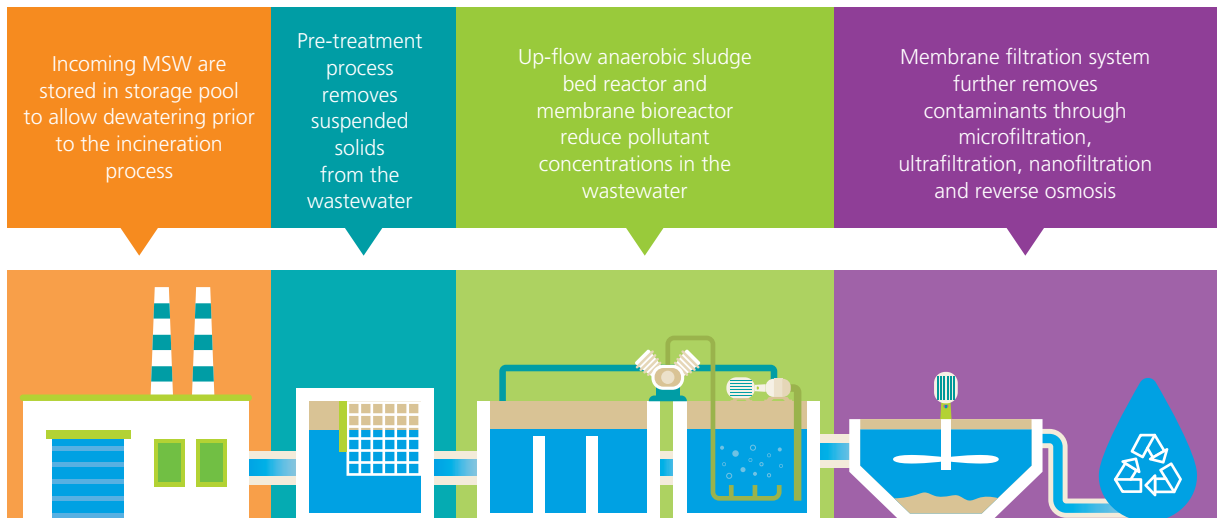 Incoming MSW are
stored in storage pool
to allow dewatering prior
to the incineration
process
Pre-treatment
process
removes
suspended
solids
from the
wastewater
Up-flow anaerobic sludge
bed reactor and
membrane bioreactor
reduce pollutant
concentrations in the
wastewater
Membrane filtration system
further removes
contaminants through
microfiltration,
ultrafiltration, nanofiltration
and reverse osmosis